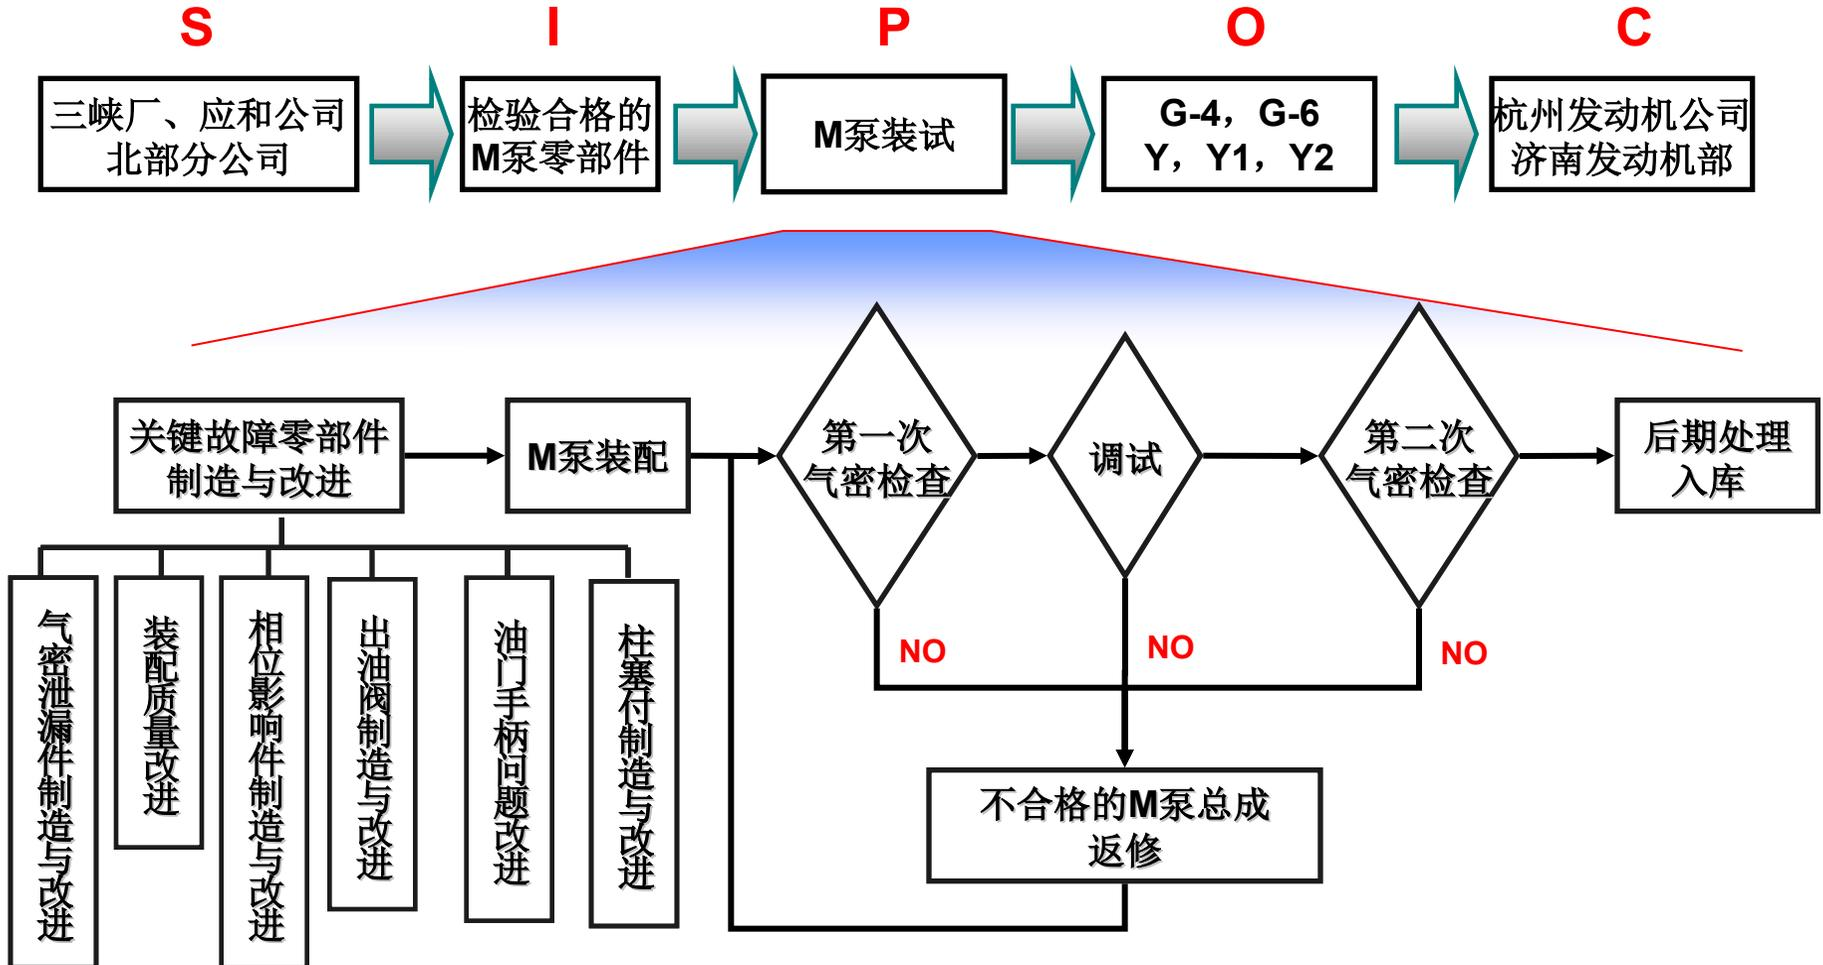 S
I
P
O
C
三峡厂、应和公司
北部分公司
检验合格的
M泵零部件
M泵装试
G-4，G-6
Y，Y1，Y2
杭州发动机公司
济南发动机部
关键故障零部件
制造与改进
M泵装配
第一次
气密检查
调试
第二次
气密检查
后期处理
入库
NO
NO
NO
气密泄漏件制造与改进
装配质量改进
相位影响件制造与改进
出油阀制造与改进
油门手柄问题改进
柱塞付制造与改进
不合格的M泵总成
返修